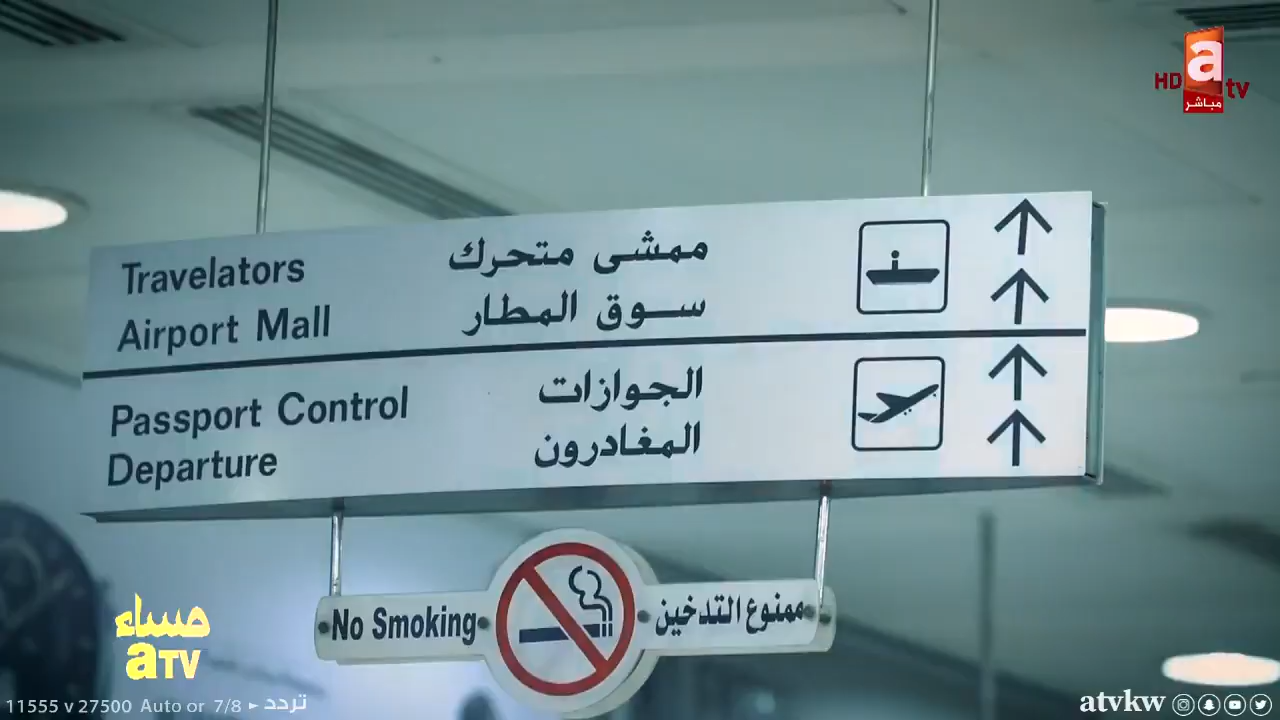 HD a tv
مباشر
Travelators ممشى متحرك
Airport Mall سوق المطار
Passport Control الجوازات
Departure المغادرون
No Smoking ممنوع التدخين
مساء
aTV
11555 v 27500 Auto or 7/8 ► تردد
atvkw